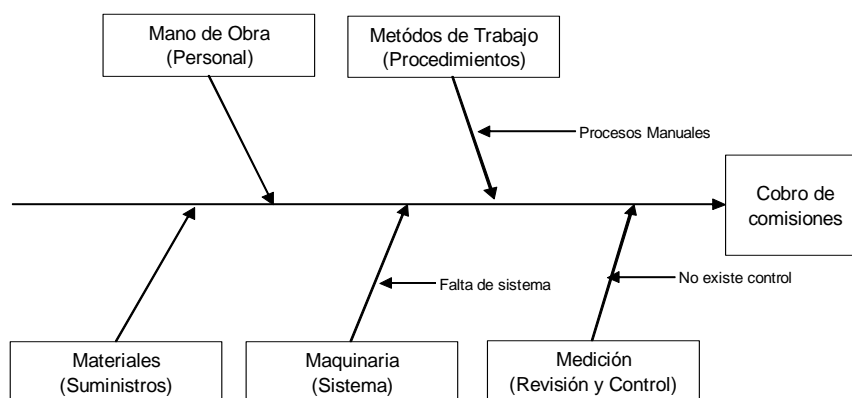 Mano de Obra
(Personal)
Metódos de Trabajo
(Procedimientos)
Procesos Manuales
Cobro de
comisiones
Falta de sistema
No existe control
Materiales
(Suministros)
Maquinaria
(Sistema)
Medición
(Revisión y Control)